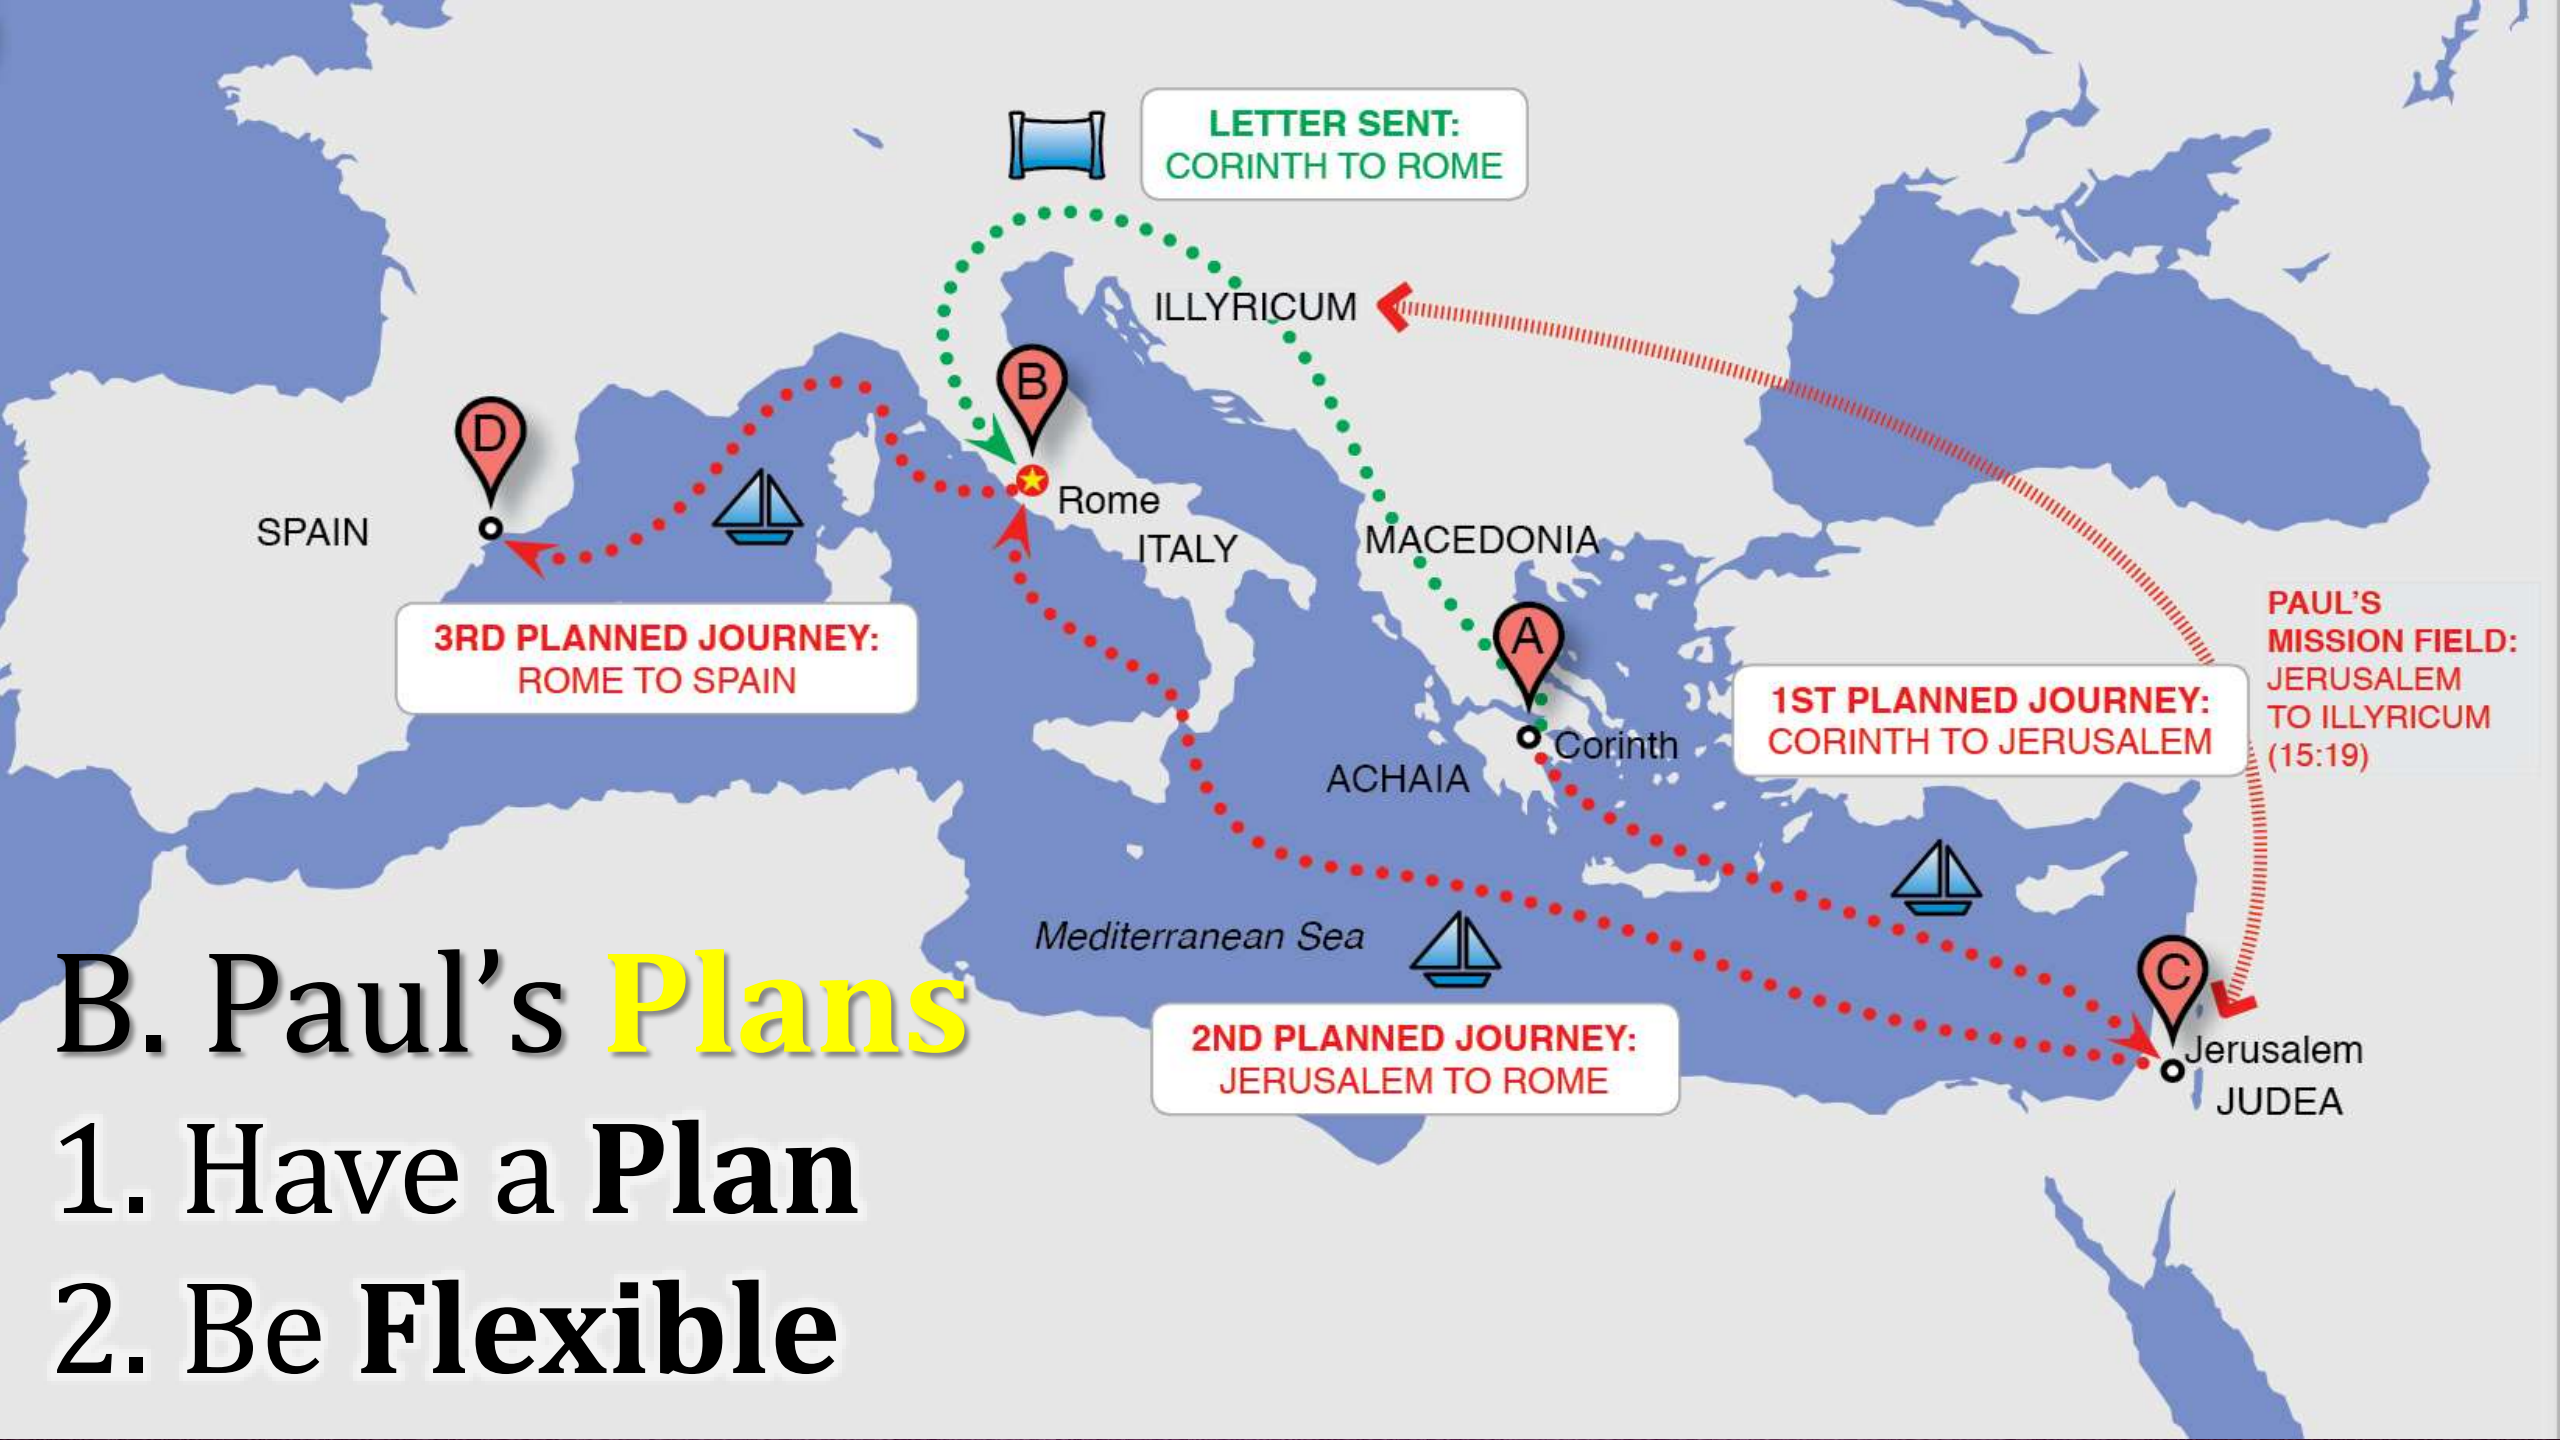 LETTER SENT:
CORINTH TO ROME
ILLYRICUM
B
D
Rome
SPAIN
ITALY
MACEDONIA
A
3RD PLANNED JOURNEY:
ROME TO SPAIN
PAUL'S
MISSION FIELD:
JERUSALEM
TO ILLYRICUM
(15:19)
1ST PLANNED JOURNEY:
CORINTH TO JERUSALEM
Corinth
ACHAIA
Mediterranean Sea
C
2ND PLANNED JOURNEY:
JERUSALEM TO ROME
Jerusalem
JUDEA
B. Paul’s Plans
1. Have a Plan
2. Be Flexible